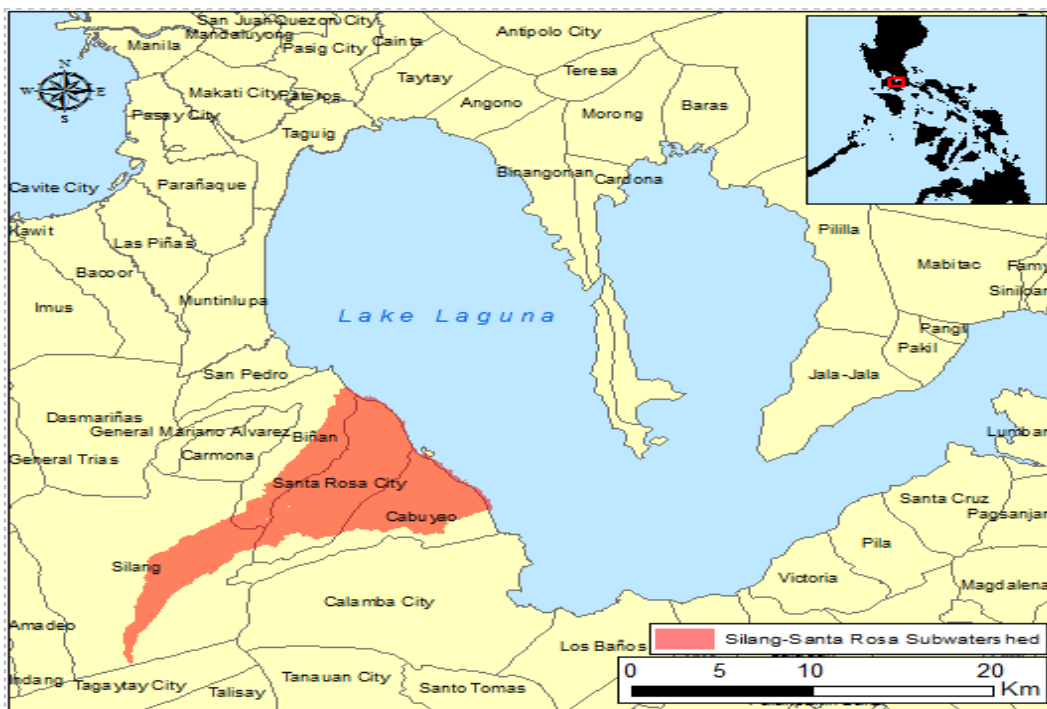 San Juan
Quezon City
Mandaluyong
Manila
Pasig City
Cainta
Antipolo City
Taytay
Teresa
Angono
Makati City
Pateros
Morong
Baras
N
W
E
S
Pasay City
Taguig
Binangonan
Cardona
Cavite City
Parañaque
Kawit
Las Piñas
Bacoor
Imus
Muntinlupa
Pililla
Mabitac
Famy
Siniloan
Lake Laguna
Pangil
Pakil
San Pedro
Jala-Jala
Dasmariñas
General Mariano Alvarez
Biñan
Lumban
General Trias
Carmona
Santa Rosa City
Santa Cruz
Cabuyao
Pagsanjan
Pila
Silang
Victoria
Magdalena
Calamba City
Amadeo
Los Baños
Silang-Santa Rosa Subwatershed
Indang
Tagaytay City
Talisay
Tanauan City
Santo Tomas
0 5 10 20
Km